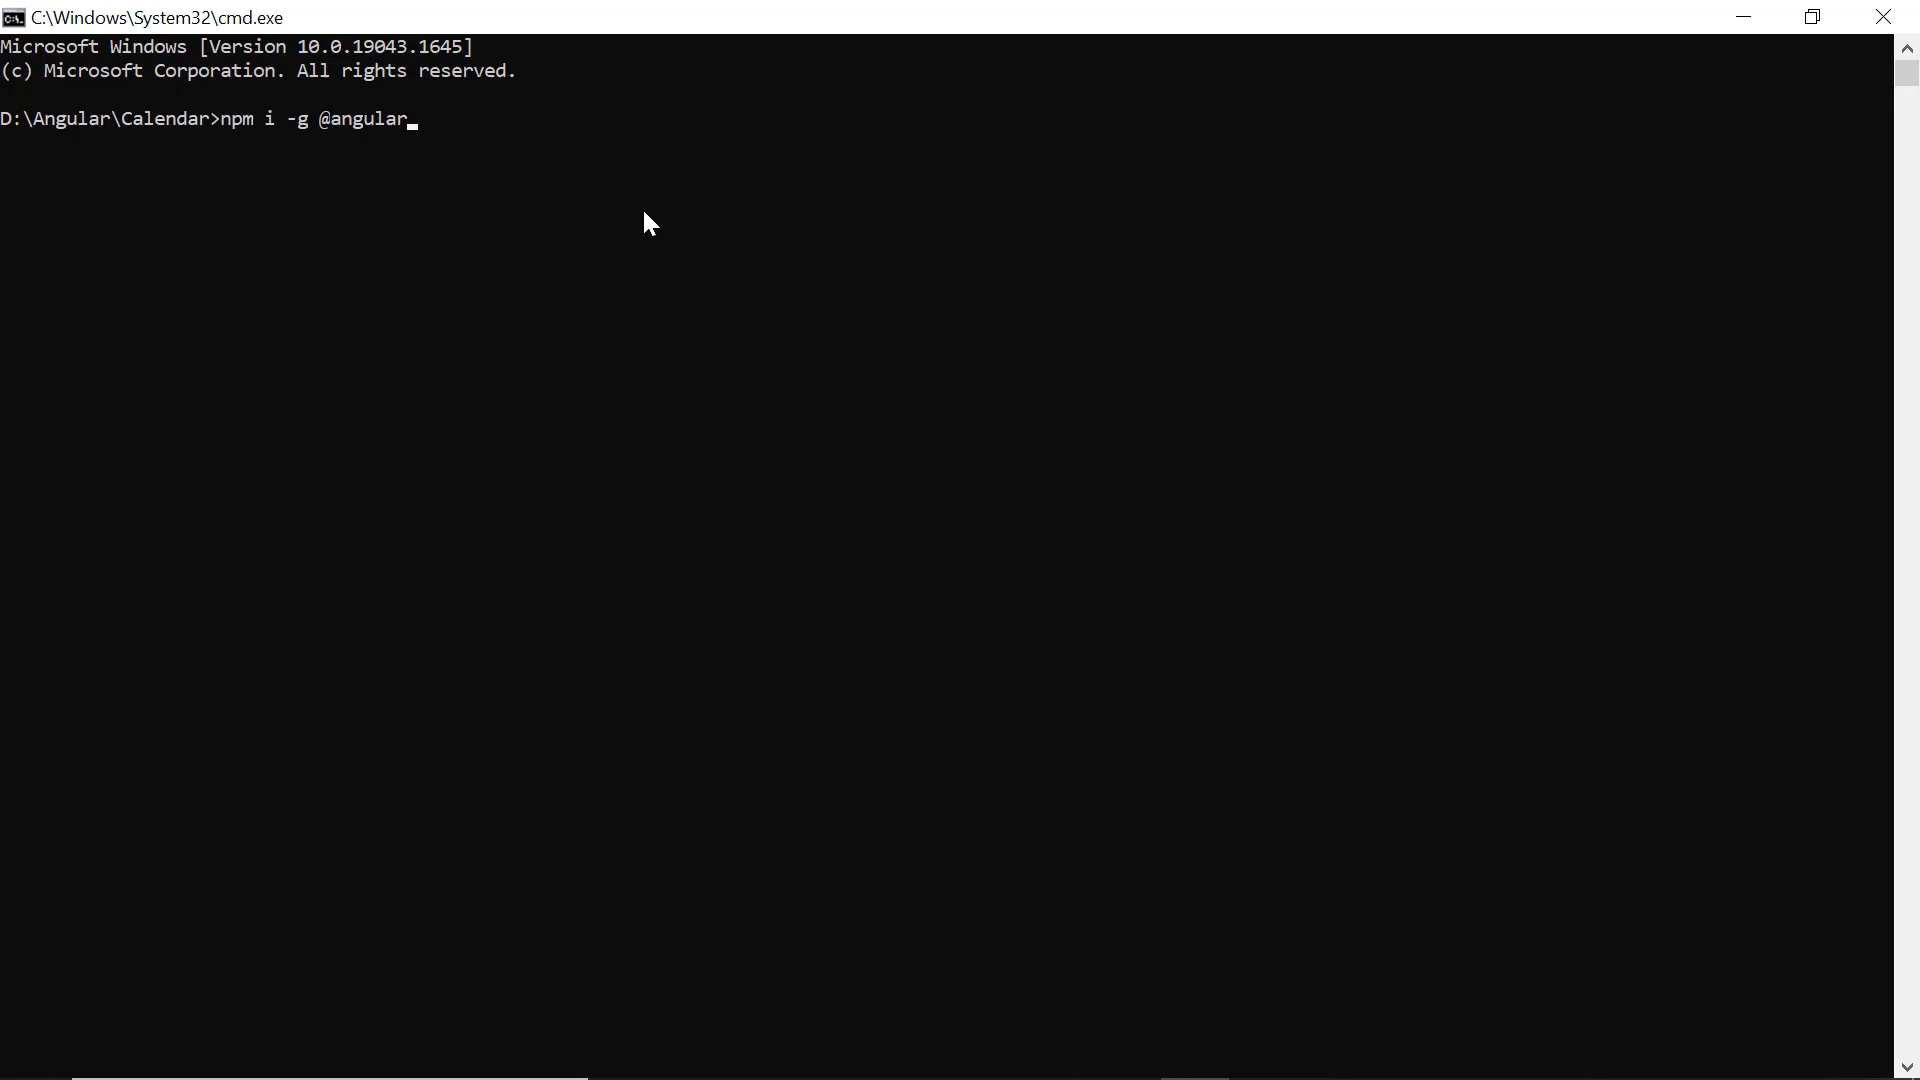 C:\Windows\System32\cmd.exe
Microsoft Windows [Version 10.0.19043.1645]
(c) Microsoft Corporation. All rights reserved.
D:\Angular\Calendar>npm i -g @angular